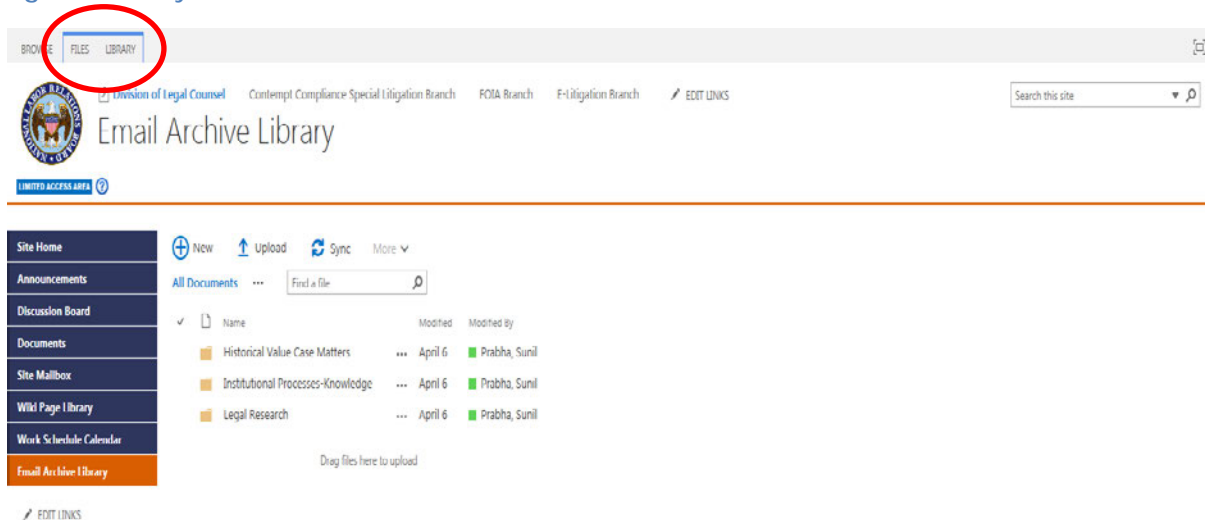 BROWSE FILES LIBRARY
Division of Legal Counsel Contempt Compliance Special Litigation Branch FOIA Branch E-Litigation Branch EDIT LINKS
Search this site
Email Archive Library
NATIONAL LABOR RELATIONS BOARD
LIMITED ACCESS AREA ?
Site Home
Announcements
Discussion Board
Documents
Site Mailbox
Wiki Page Library
Work Schedule Calendar
Email Archive Library
EDIT LINKS
New Upload Sync More
All Documents ••• Find a file
Name Modified Modified By
Historical Value Case Matters ••• April 6 Prabha, Sunil
Institutional Processes-Knowledge ••• April 6 Prabha, Sunil
Legal Research ••• April 6 Prabha, Sunil
Drag files here to upload